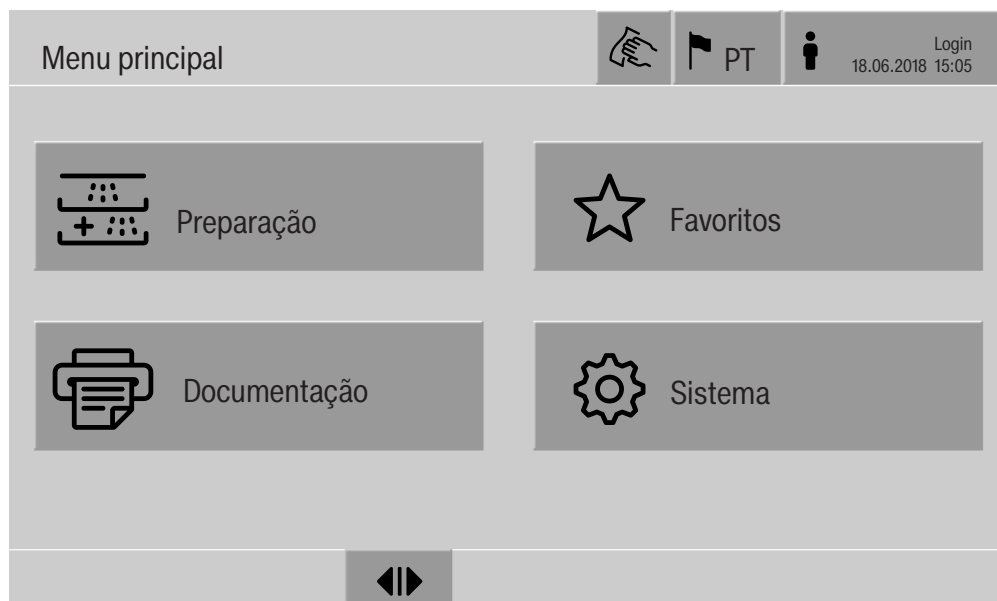 Menu principal
PT
Login
18.06.2018 15:05
Preparação
Favoritos
Documentação
Sistema